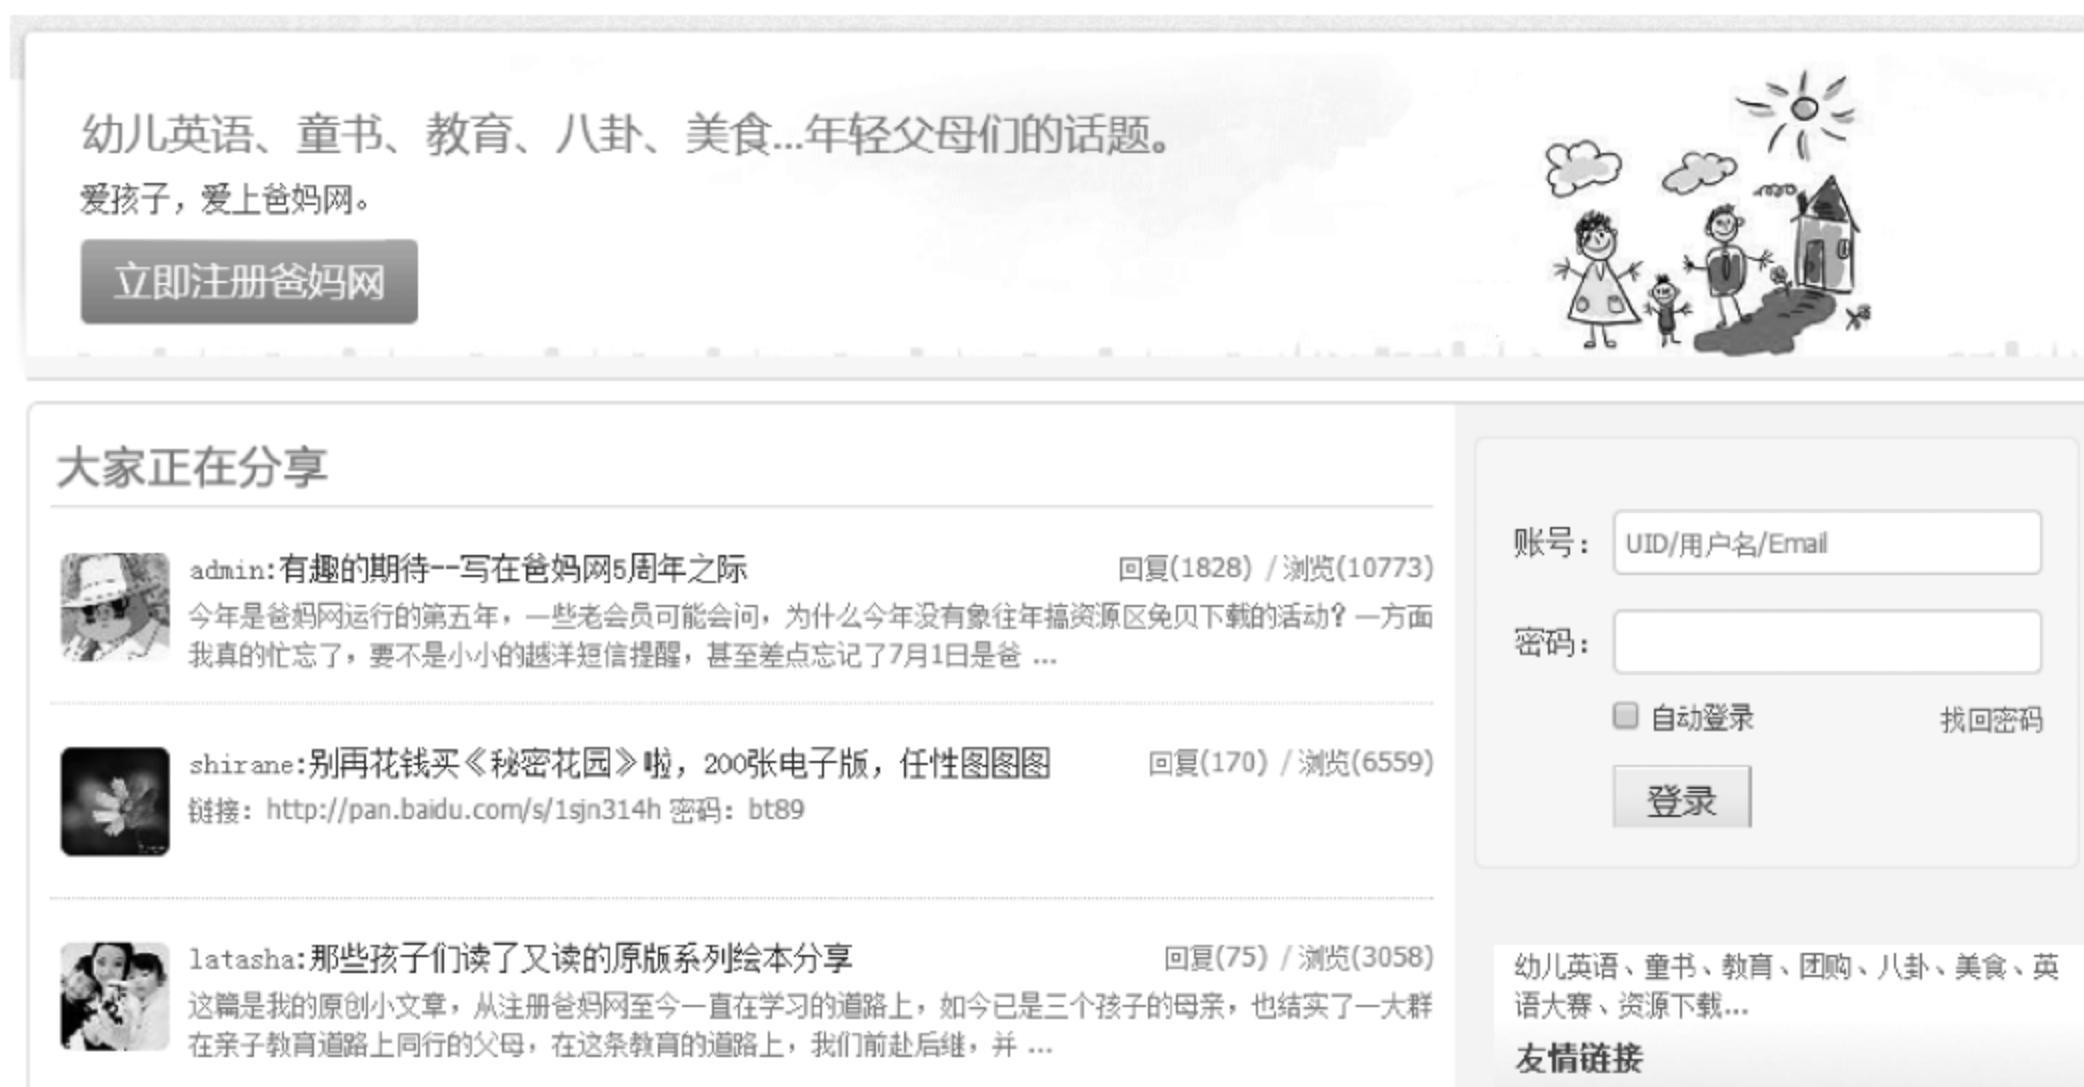 幼儿英语、童书、教育、八卦、美食...年轻父母们的话题。
爱孩子，爱上爸妈网。
立即注册爸妈网
大家正在分享
admin:有趣的期待--写在爸妈网5周年之际 回复(1828) / 浏览(10773)
今年是爸妈网运行的第五年，一些老会员可能会问，为什么今年没有象往年搞资源区免贝下载的活动？一方面
我真的忙忘了，要不是小小的越洋短信提醒，甚至差点忘记了7月1日是爸 ...
shirane:别再花钱买《秘密花园》啦，200张电子版，任性图图图 回复(170) / 浏览(6559)
链接：http://pan.baidu.com/s/1sjn314h 密码：bt89
latasha:那些孩子们读了又读的原版系列绘本分享 回复(75) / 浏览(3058)
这篇是我的原创小文章，从注册爸妈网至今一直在学习的道路上，如今已是三个孩子的母亲，也结实了一大群
在亲子教育道路上同行的父母，在这条教育的道路上，我们前赴后继，并 ...
账号： UID/用户名/Email
密码：
自动登录 找回密码
登录
幼儿英语、童书、教育、团购、八卦、美食、英
语大赛、资源下载...
友情链接